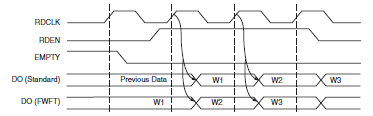 RDCLK
RDEN
EMPTY
DO (Standard) Previous Data W1 W2 W3
DO (FWFT) W1 W2 W3